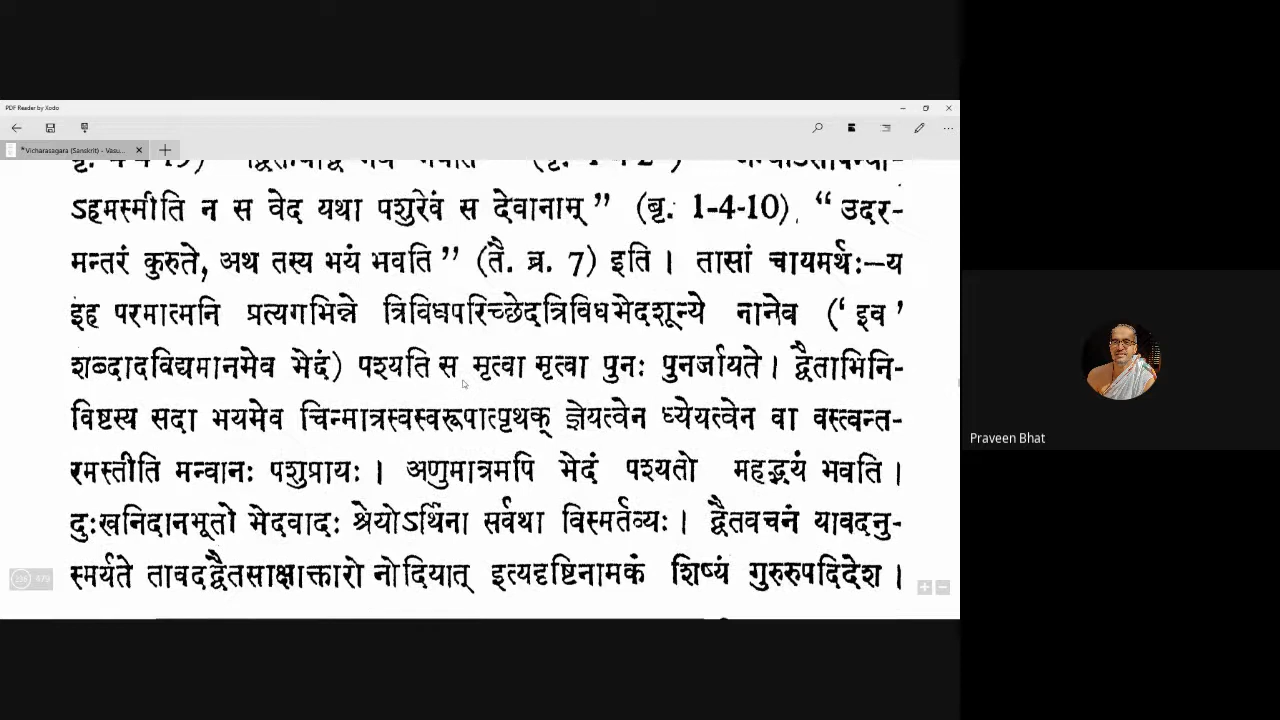 PDF Reader by Xodo
*Vicharasagara (Sanskrit) - Vasu...
ऽहमस्मीति न स वेद यथा पशुरेवं स देवानाम्” (बृ. 1-4-10), “उदर-
मन्तरं कुरुते, अथ तस्य भयं भवति” (तै. ब्र. 7) इति । तासां चायमर्थः—य
इह परमात्मनि प्रत्यगभिन्ने त्रिविधपरिच्छेदत्रिविधभेदशून्ये नानेव (‘इव’
शब्दादविद्यमानमेव भेदं) पश्यति स मृत्वा मृत्वा पुनः पुनर्जायते । द्वैताभिनि-
विष्टस्य सदा भयमेव चिन्मात्रस्वस्वरूपात्पृथक् ज्ञेयत्वेन ध्येयत्वेन वा वस्त्वन्त-
रमस्तीति मन्वानः पशुप्रायः । अणुमात्रमपि भेदं पश्यतो महद्भयं भवति ।
दुःखनिदानभूतो भेदवादः श्रेयोऽर्थिना सर्वथा विस्मर्तव्यः । द्वैतवचनं यावदनु-
स्मर्यते तावदद्वैतसाक्षात्कारो नोदियात् इत्यदृष्टिनामकं शिष्यं गुरुरुपदिदेश ।
Praveen Bhat